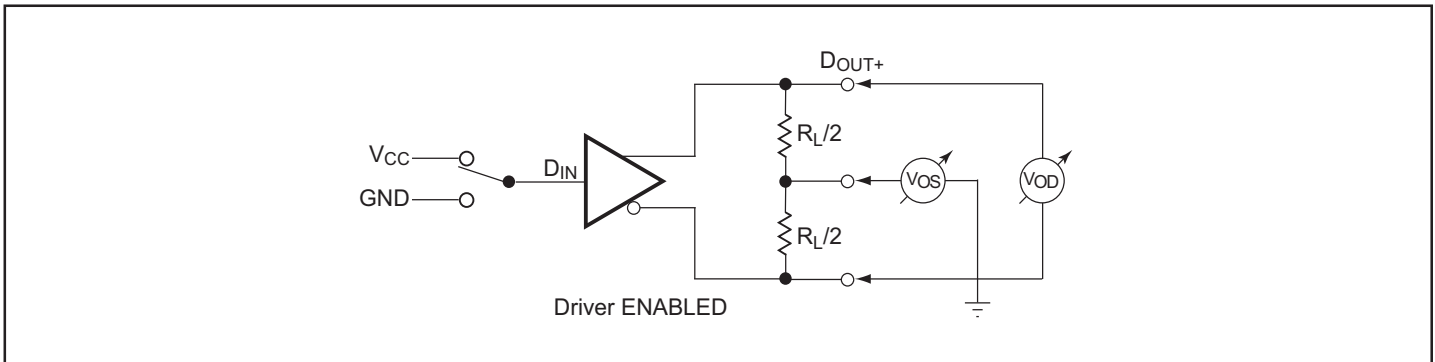 DOUT+
RL/2
VCC
DIN
VOS
VOD
GND
RL/2
Driver ENABLED